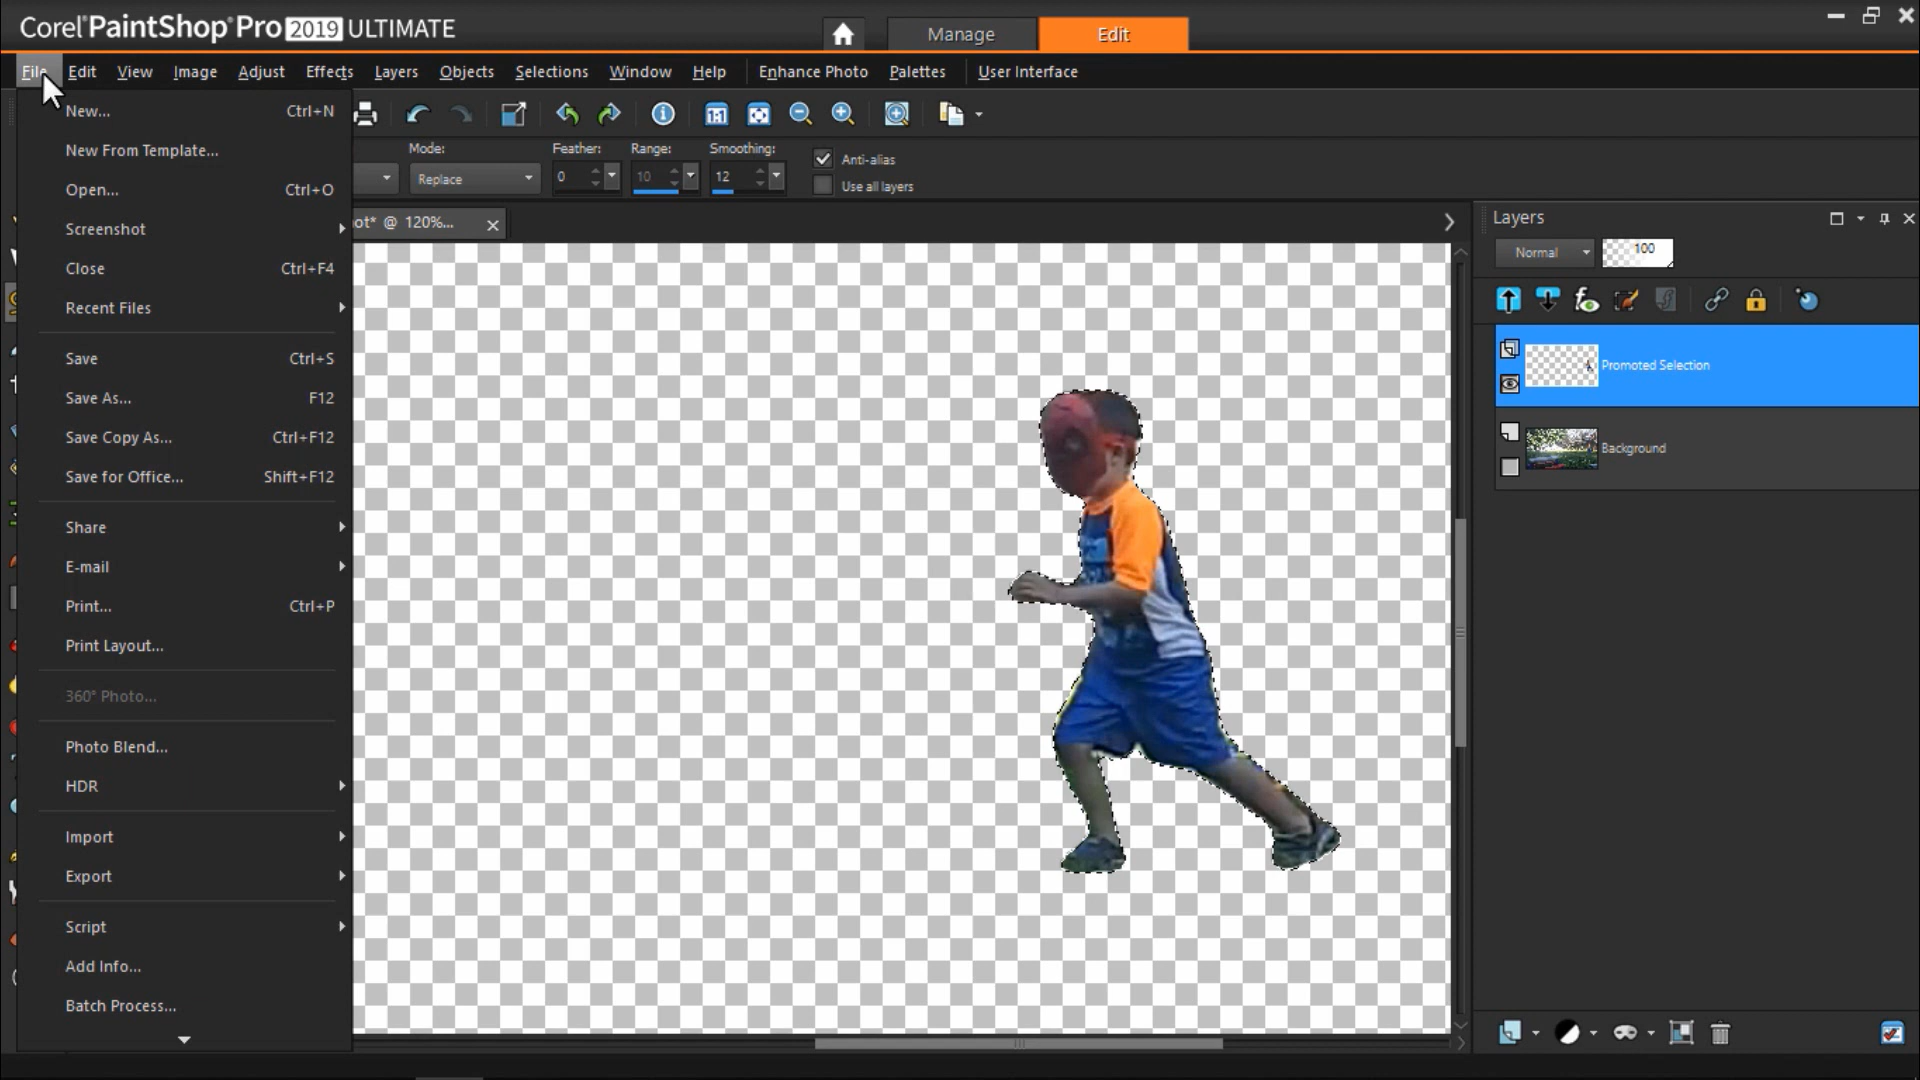 Corel PaintShop Pro 2019 ULTIMATE
Manage
Edit
File Edit View Image Adjust Effects Layers Objects Selections Window Help Enhance Photo Palettes User Interface
New... Ctrl+N
New From Template...
Open... Ctrl+O
Screenshot
Close Ctrl+F4
Recent Files
Save Ctrl+S
Save As... F12
Save Copy As... Ctrl+F12
Save for Office... Shift+F12
Share
E-mail
Print... Ctrl+P
Print Layout...
360° Photo...
Photo Blend...
HDR
Import
Export
Script
Add Info...
Batch Process...
1:1
Mode: Feather: Range: Smoothing:
Replace 0 10 12
Anti-alias
Use all layers
ot* @ 120%...
Layers
Normal 100
Promoted Selection
Background